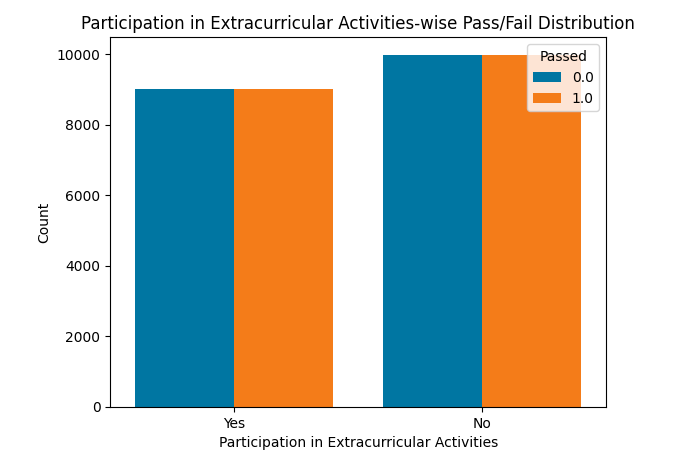 Participation in Extracurricular Activities-wise Pass/Fail Distribution
Passed
0.0
1.0
10000
8000
6000
4000
2000
0
Count
Yes
No
Participation in Extracurricular Activities